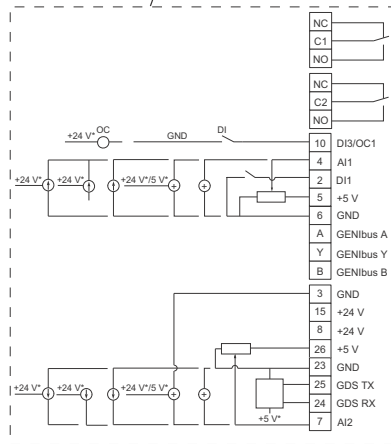 NC
C1
NO
NC
C2
NO
+24 V* OC GND DI
10 DI3/OC1
4 AI1
+24 V* +24 V* +24 V*/5 V*
2 DI1
5 +5 V
6 GND
A GENIbus A
Y GENIbus Y
B GENIbus B
3 GND
15 +24 V
8 +24 V
26 +5 V
23 GND
+24 V* +24 V* +24 V*/5 V*
25 GDS TX
24 GDS RX
+5 V*
7 AI2